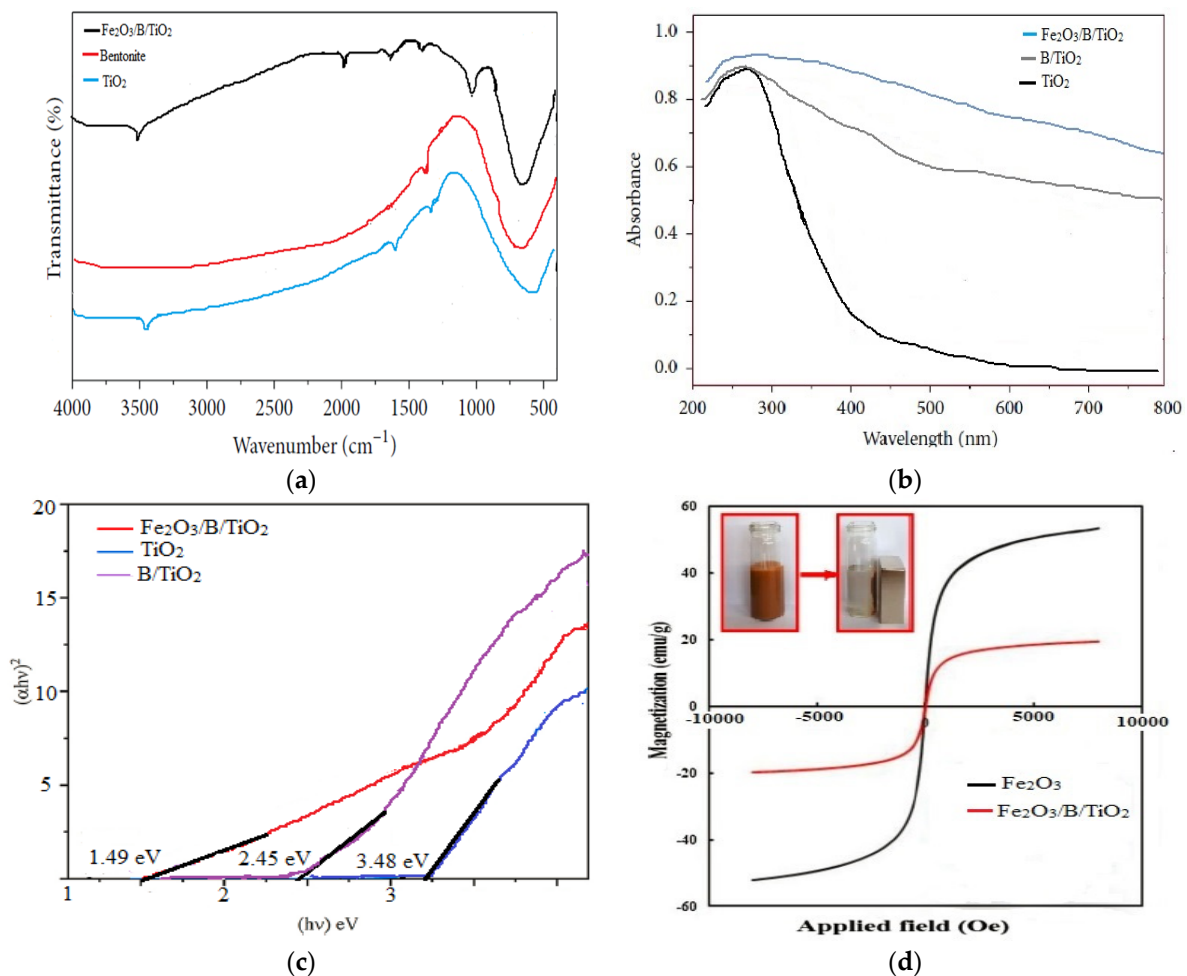 Fe₂O₃/B/TiO₂
Bentonite
TiO₂
Transmittance (%)
4000 3500 3000 2500 2000 1500 1000 500
Wavenumber (cm⁻¹)
(a)
Fe₂O₃/B/TiO₂
B/TiO₂
TiO₂
1.0
0.8
0.6
0.4
0.2
0.0
Absorbance
200 300 400 500 600 700 800
Wavelength (nm)
(b)
Fe₂O₃/B/TiO₂
TiO₂
B/TiO₂
20
15
10
5
(αhν)²
1.49 eV 2.45 eV 3.48 eV
1 2 3
(hν) eV
(c)
60
40
20
0
-20
-40
-60
Magnetization (emu/g)
-10000 -5000 0 5000 10000
Fe₂O₃
Fe₂O₃/B/TiO₂
Applied field (Oe)
(d)